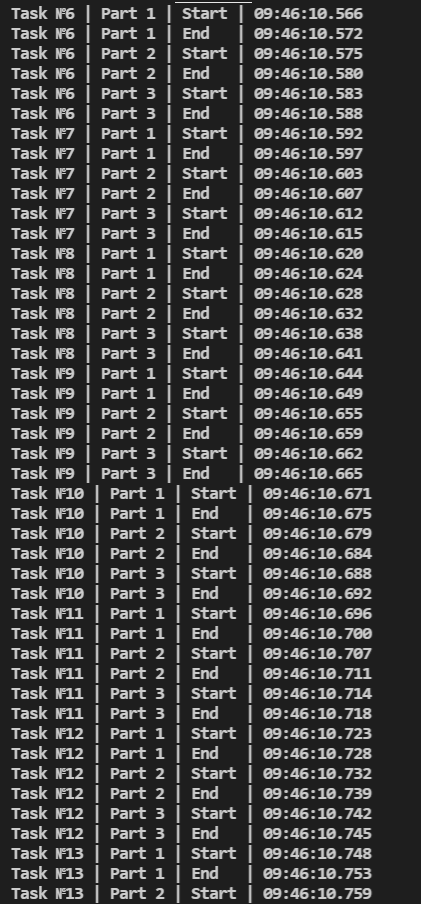 Task №6 | Part 1 | Start | 09:46:10.566
Task №6 | Part 1 | End   | 09:46:10.572
Task №6 | Part 2 | Start | 09:46:10.575
Task №6 | Part 2 | End   | 09:46:10.580
Task №6 | Part 3 | Start | 09:46:10.583
Task №6 | Part 3 | End   | 09:46:10.588
Task №7 | Part 1 | Start | 09:46:10.592
Task №7 | Part 1 | End   | 09:46:10.597
Task №7 | Part 2 | Start | 09:46:10.603
Task №7 | Part 2 | End   | 09:46:10.607
Task №7 | Part 3 | Start | 09:46:10.612
Task №7 | Part 3 | End   | 09:46:10.615
Task №8 | Part 1 | Start | 09:46:10.620
Task №8 | Part 1 | End   | 09:46:10.624
Task №8 | Part 2 | Start | 09:46:10.628
Task №8 | Part 2 | End   | 09:46:10.632
Task №8 | Part 3 | Start | 09:46:10.638
Task №8 | Part 3 | End   | 09:46:10.641
Task №9 | Part 1 | Start | 09:46:10.644
Task №9 | Part 1 | End   | 09:46:10.649
Task №9 | Part 2 | Start | 09:46:10.655
Task №9 | Part 2 | End   | 09:46:10.659
Task №9 | Part 3 | Start | 09:46:10.662
Task №9 | Part 3 | End   | 09:46:10.665
Task №10 | Part 1 | Start | 09:46:10.671
Task №10 | Part 1 | End   | 09:46:10.675
Task №10 | Part 2 | Start | 09:46:10.679
Task №10 | Part 2 | End   | 09:46:10.684
Task №10 | Part 3 | Start | 09:46:10.688
Task №10 | Part 3 | End   | 09:46:10.692
Task №11 | Part 1 | Start | 09:46:10.696
Task №11 | Part 1 | End   | 09:46:10.700
Task №11 | Part 2 | Start | 09:46:10.707
Task №11 | Part 2 | End   | 09:46:10.711
Task №11 | Part 3 | Start | 09:46:10.714
Task №11 | Part 3 | End   | 09:46:10.718
Task №12 | Part 1 | Start | 09:46:10.723
Task №12 | Part 1 | End   | 09:46:10.728
Task №12 | Part 2 | Start | 09:46:10.732
Task №12 | Part 2 | End   | 09:46:10.739
Task №12 | Part 3 | Start | 09:46:10.742
Task №12 | Part 3 | End   | 09:46:10.745
Task №13 | Part 1 | Start | 09:46:10.748
Task №13 | Part 1 | End   | 09:46:10.753
Task №13 | Part 2 | Start | 09:46:10.759